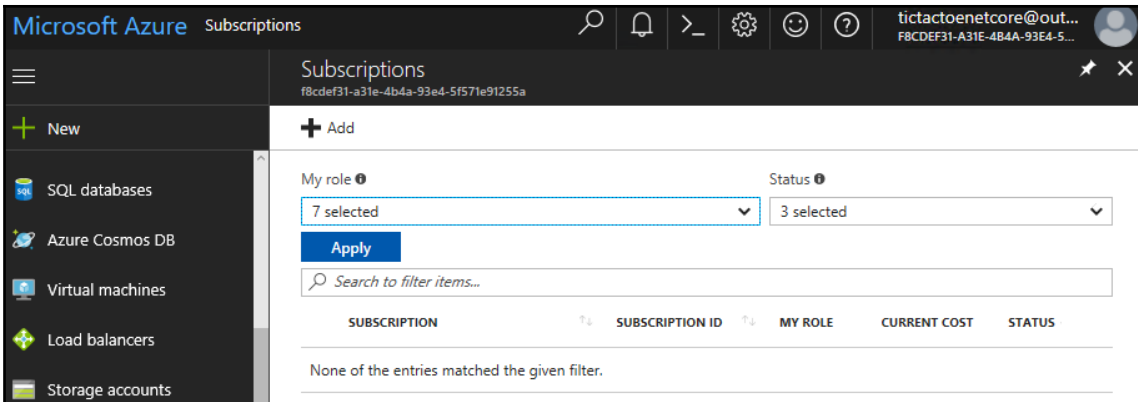 Microsoft Azure Subscriptions
tictactoenetcore@out...
F8CDEF31-A31E-4B4A-93E4-5...
Subscriptions
f8cdef31-a31e-4b4a-93e4-5f571e91255a
New
Add
SQL databases
Azure Cosmos DB
Virtual machines
Load balancers
Storage accounts
My role
Status
7 selected
3 selected
Apply
Search to filter items...
SUBSCRIPTION SUBSCRIPTION ID MY ROLE CURRENT COST STATUS
None of the entries matched the given filter.